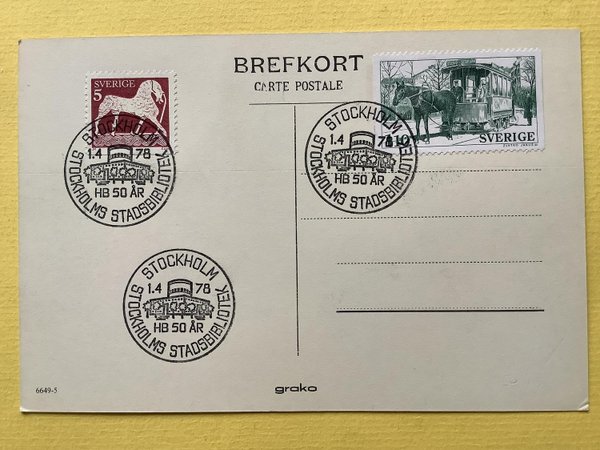 BREFKORT
CARTE POSTALE
SVERIGE
5
SVERIGE
STOCKHOLM
1.4 78
HB 50 ÅR
STOCKHOLMS STADSBIBLIOTEK
STOCKHOLM
1.4 78
HB 50 ÅR
STOCKHOLMS STADSBIBLIOTEK
STOCKHOLM
1.4 78
HB 50 ÅR
STOCKHOLMS STADSBIBLIOTEK
6649-5
grako